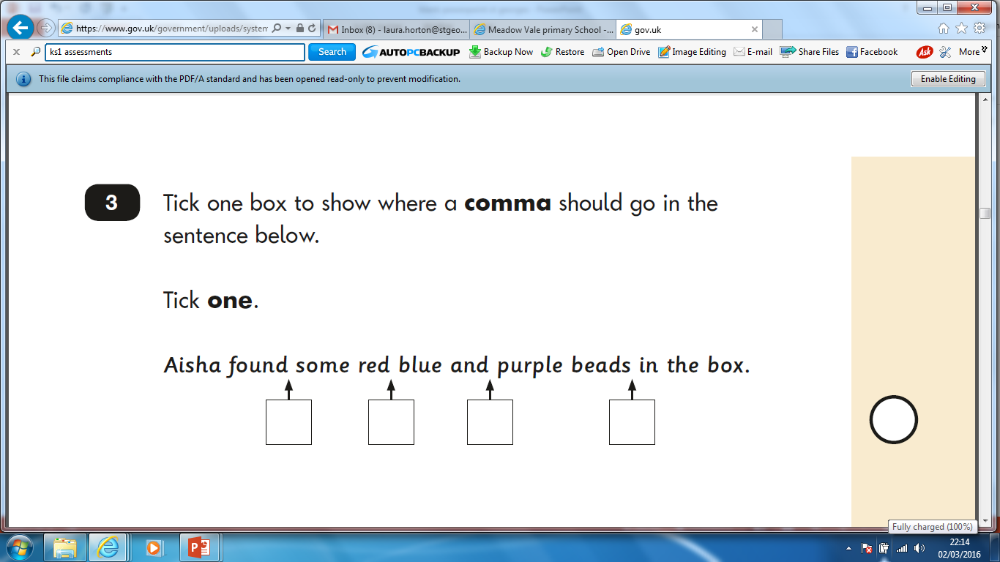 https://www.gov.uk/government/uploads/system
Inbox (8) - laura.horton@stgeo...
Meadow Vale primary School -...
gov.uk
ks1 assessments
Search
AUTOPCBACKUP
Backup Now
Restore
Open Drive
Image Editing
E-mail
Share Files
Facebook
Ask
More
This file claims compliance with the PDF/A standard and has been opened read-only to prevent modification.
Enable Editing
3
Tick one box to show where a comma should go in the
sentence below.
Tick one.
Aisha found some red blue and purple beads in the box.
Fully charged (100%)
22:14
02/03/2016